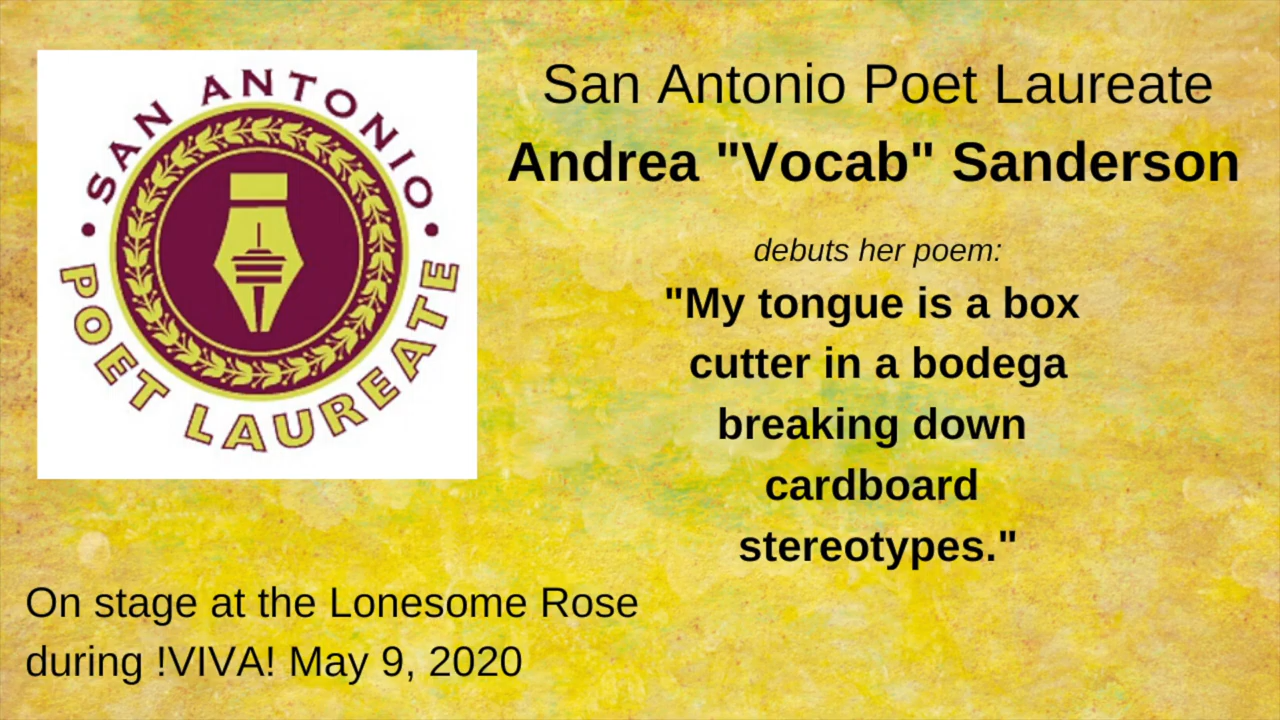 SAN ANTONIO
POET LAUREATE
San Antonio Poet Laureate
Andrea "Vocab" Sanderson
debuts her poem:
"My tongue is a box
cutter in a bodega
breaking down
cardboard
stereotypes."
On stage at the Lonesome Rose
during !VIVA! May 9, 2020